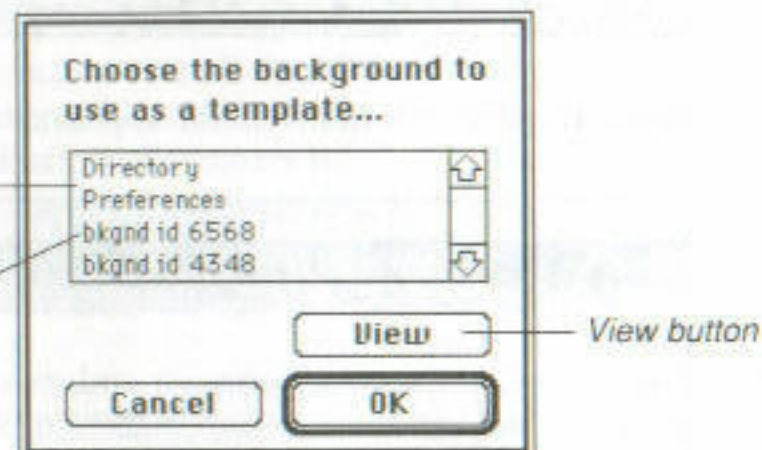 Choose the background to
use as a template...
Directory
Preferences
bkgnd id 6568
bkgnd id 4348
View
View button
Cancel
OK